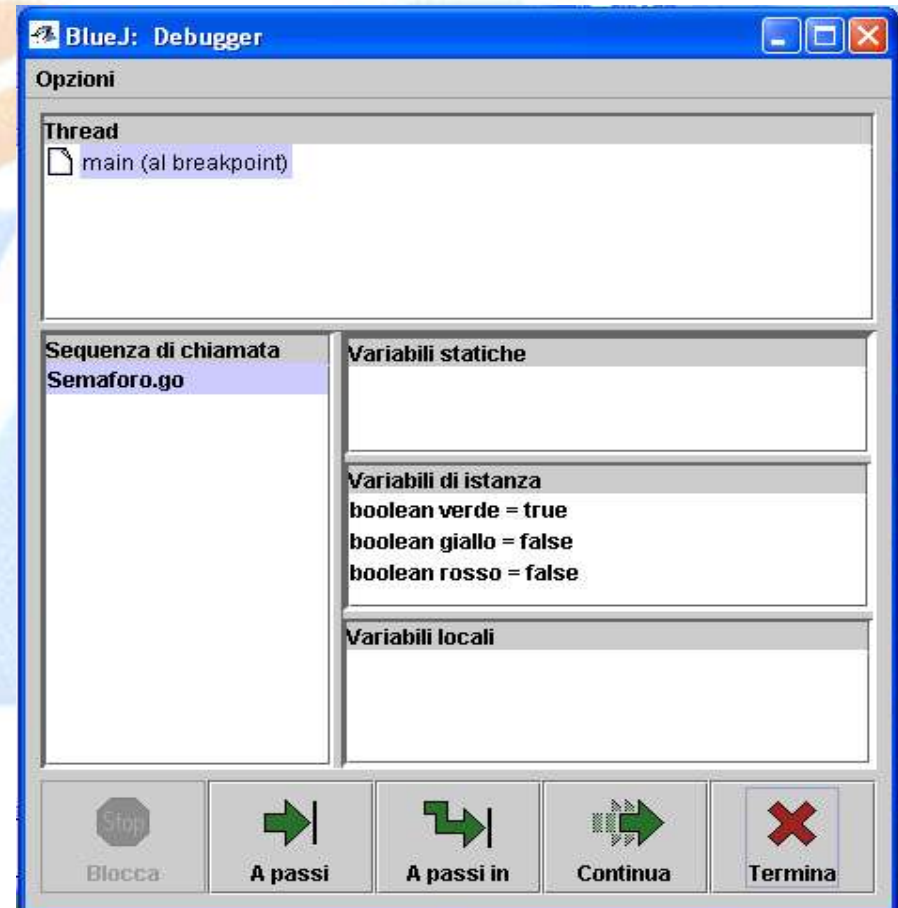 BlueJ: Debugger
Opzioni
Thread
main (al breakpoint)
Sequenza di chiamata
Semaforo.go
Variabili statiche
Variabili di istanza
boolean verde = true
boolean giallo = false
boolean rosso = false
Variabili locali
Stop
Blocca
A passi
A passi in
Continua
Termina